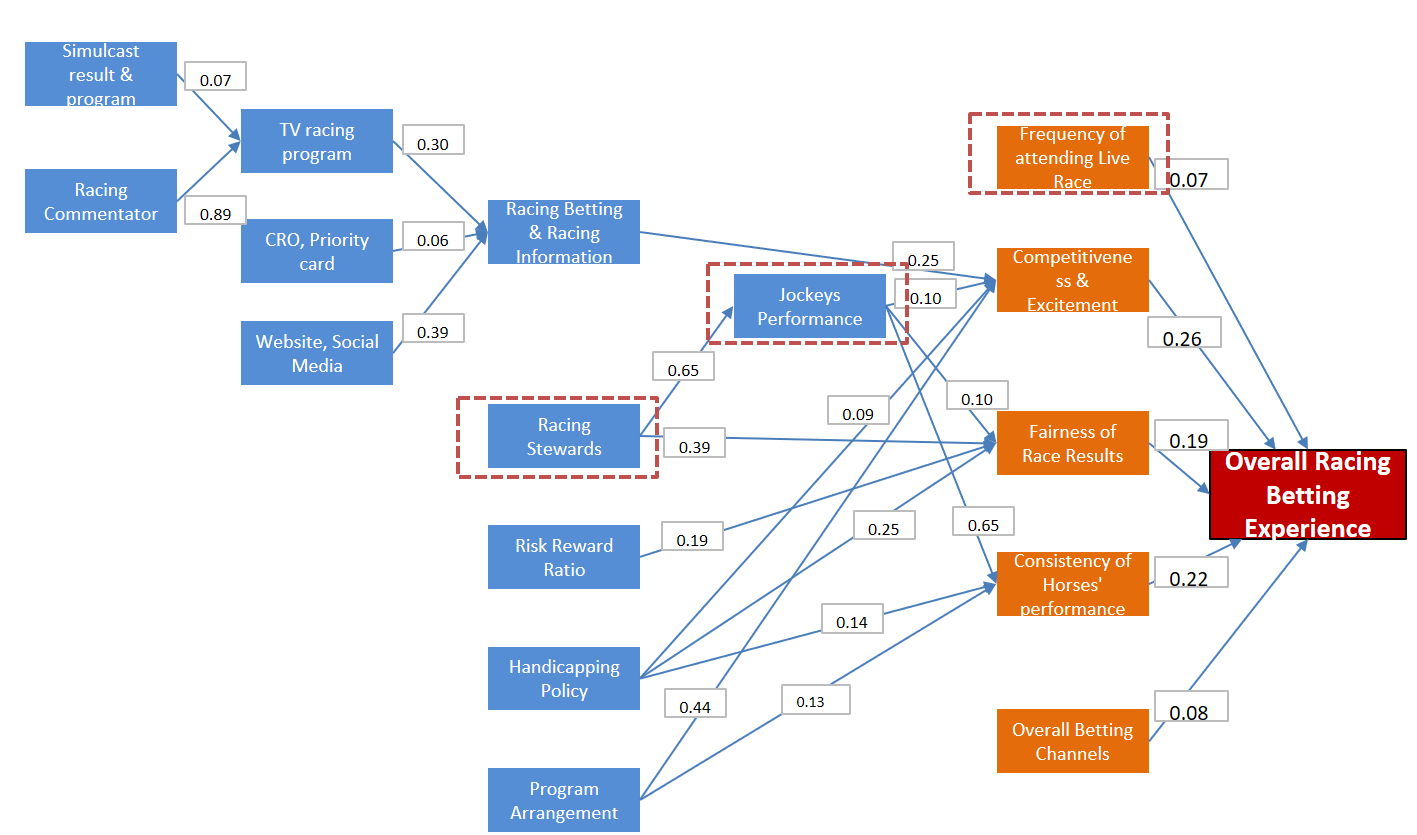 Simulcast
result &
program
0.07
TV racing
program
0.30
Racing
Commentator
0.89
CRO, Priority
card
0.06
Website, Social
Media
0.39
Racing Betting
& Racing
Information
0.25
Jockeys
Performance
0.10
0.10
0.65
Racing
Stewards
0.65
0.39
Risk Reward
Ratio
0.19
Handicapping
Policy
0.09
0.25
0.14
Program
Arrangement
0.44
0.13
Frequency of
attending Live
Race
0.07
Competitivene
ss &
Excitement
0.26
Fairness of
Race Results
0.19
Consistency of
Horses'
performance
0.22
Overall Betting
Channels
0.08
Overall Racing
Betting
Experience